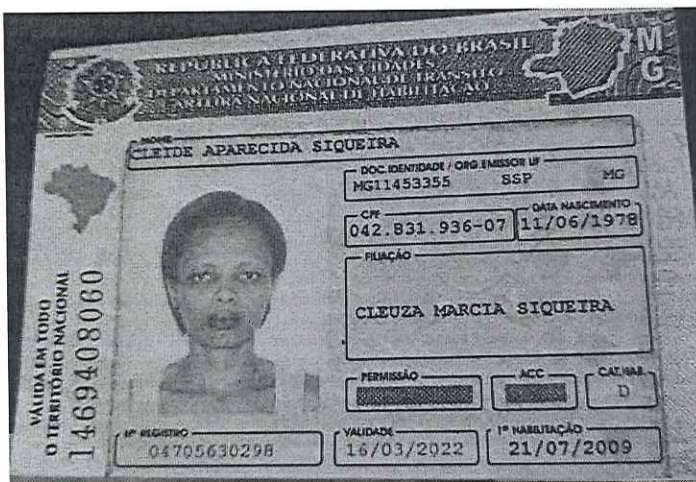 REPÚBLICA FEDERATIVA DO BRASIL
MINISTÉRIO DAS CIDADES
DEPARTAMENTO NACIONAL DE TRÂNSITO
CARTEIRA NACIONAL DE HABILITAÇÃO
MG
NOME
CLEIDE APARECIDA SIQUEIRA
DOC. IDENTIDADE / ORG. EMISSOR UF
MG11453355 SSP MG
CPF
042.831.936-07
DATA NASCIMENTO
11/06/1978
FILIAÇÃO
CLEUZA MARCIA SIQUEIRA
PERMISSÃO
ACC
CAT. HAB.
D
Nº REGISTRO
04705630298
VALIDADE
16/03/2022
1ª HABILITAÇÃO
21/07/2009
VÁLIDA EM TODO
O TERRITÓRIO NACIONAL
1469408060